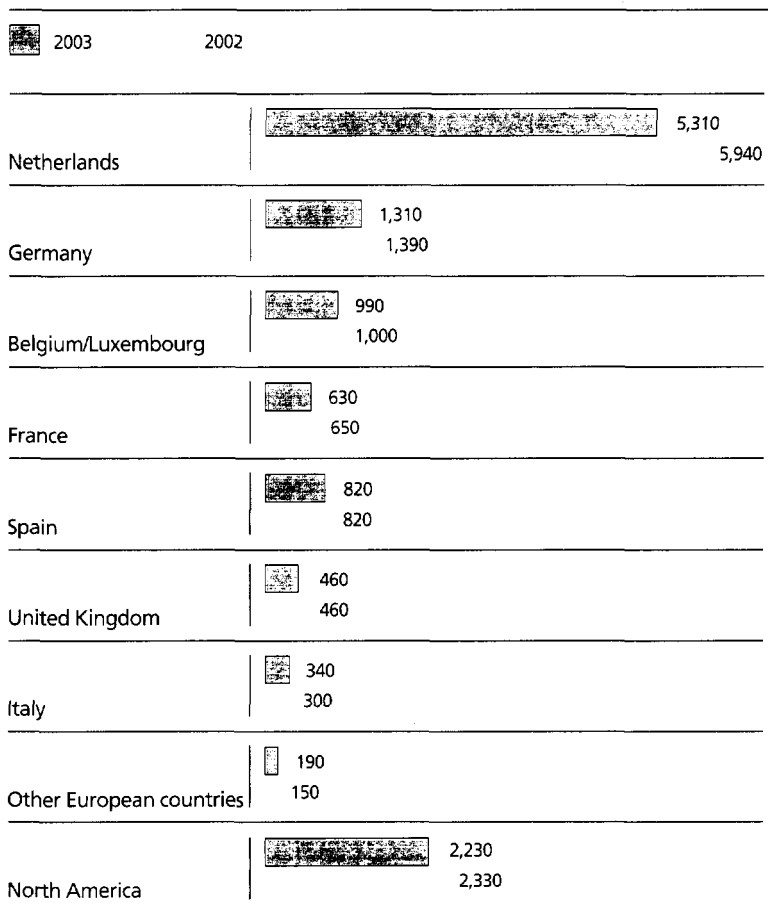 2003 2002
5,310
5,940
Netherlands
1,310
1,390
Germany
990
1,000
Belgium/Luxembourg
630
650
France
820
820
Spain
460
460
United Kingdom
340
300
Italy
190
150
Other European countries
2,230
2,330
North America